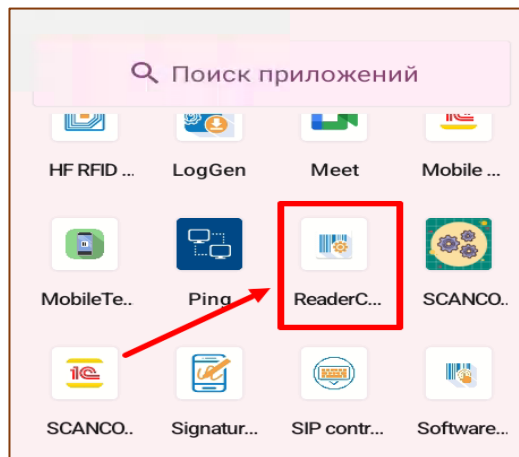 Поиск приложений
HF RFID ... LogGen Meet Mobile ...
MobileTe.. Ping ReaderC... SCANCO..
SCANCO.. Signatur... SIP contr... Software...